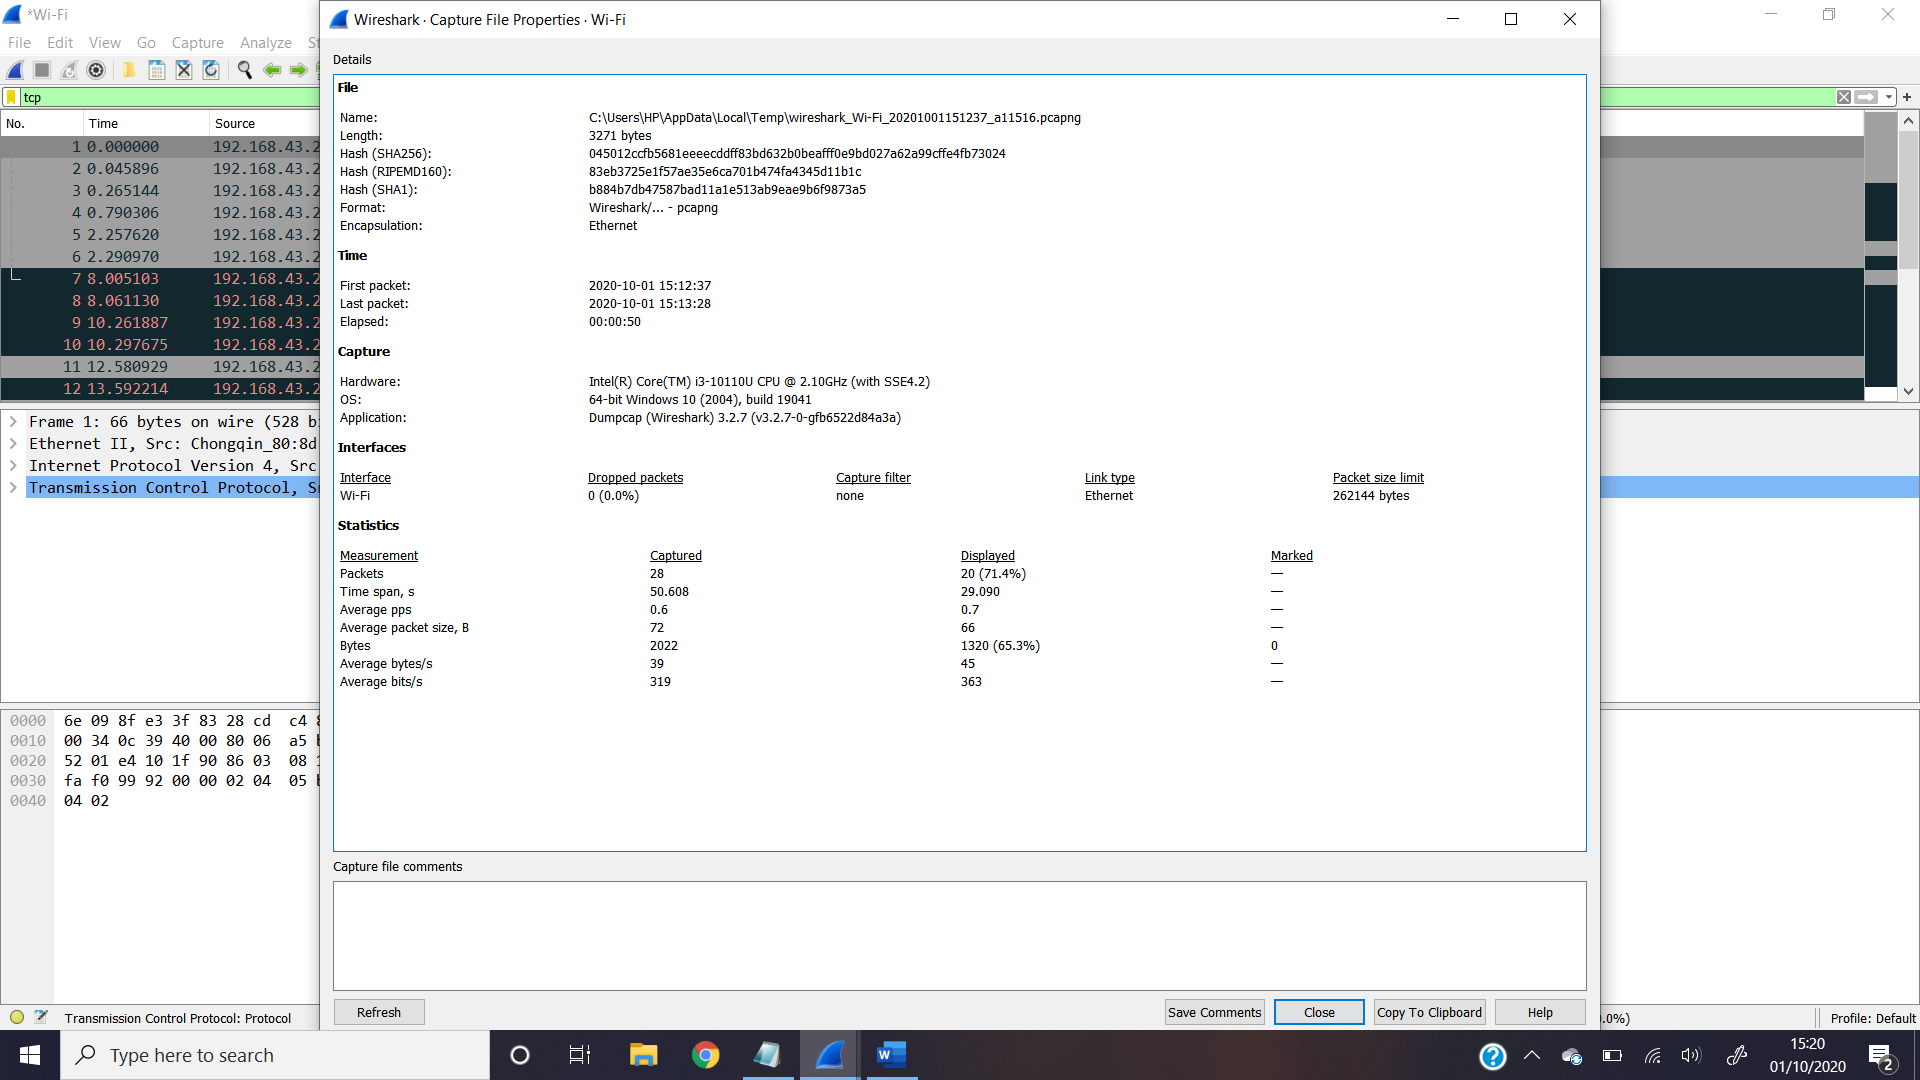 *Wi-Fi
File Edit View Go Capture Analyze
tcp
No. Time Source
1 0.000000 192.168.43.2
2 0.045896 192.168.43.2
3 0.265144 192.168.43.2
4 0.790306 192.168.43.2
5 2.257620 192.168.43.2
6 2.290970 192.168.43.2
7 8.005103 192.168.43.2
8 8.061130 192.168.43.2
9 10.261887 192.168.43.2
10 10.297675 192.168.43.2
11 12.580929 192.168.43.2
12 13.592214 192.168.43.2
Frame 1: 66 bytes on wire (528 bi
Ethernet II, Src: Chongqin_80:8d
Internet Protocol Version 4, Src
Transmission Control Protocol, Sr
0000 6e 09 8f e3 3f 83 28 cd c4 8
0010 00 34 0c 39 40 00 80 06 a5 b
0020 52 01 e4 10 1f 90 86 03 08
0030 fa f0 99 92 00 00 02 04 05 b
0040 04 02
Transmission Control Protocol: Protocol
Wireshark · Capture File Properties · Wi-Fi
Details
File
Name: C:\Users\HP\AppData\Local\Temp\wireshark_Wi-Fi_20201001151237_a11516.pcapng
Length: 3271 bytes
Hash (SHA256): 045012ccfb5681eeeecddff83bd632b0beafff0e9bd027a62a99cffe4fb73024
Hash (RIPEMD160): 83eb3725e1f57ae35e6ca701b474fa4345d11b1c
Hash (SHA1): b884b7db47587bad11a1e513ab9eae9b6f9873a5
Format: Wireshark/... - pcapng
Encapsulation: Ethernet
Time
First packet: 2020-10-01 15:12:37
Last packet: 2020-10-01 15:13:28
Elapsed: 00:00:50
Capture
Hardware: Intel(R) Core(TM) i3-10110U CPU @ 2.10GHz (with SSE4.2)
OS: 64-bit Windows 10 (2004), build 19041
Application: Dumpcap (Wireshark) 3.2.7 (v3.2.7-0-gfb6522d84a3a)
Interfaces
Interface Dropped packets Capture filter Link type Packet size limit
Wi-Fi 0 (0.0%) none Ethernet 262144 bytes
Statistics
Measurement Captured Displayed Marked
Packets 28 20 (71.4%) —
Time span, s 50.608 29.090 —
Average pps 0.6 0.7 —
Average packet size, B 72 66 —
Bytes 2022 1320 (65.3%) 0
Average bytes/s 39 45 —
Average bits/s 319 363 —
Capture file comments
Refresh Save Comments Close Copy To Clipboard Help
.0%) Profile: Default
Type here to search
15:20
01/10/2020
2